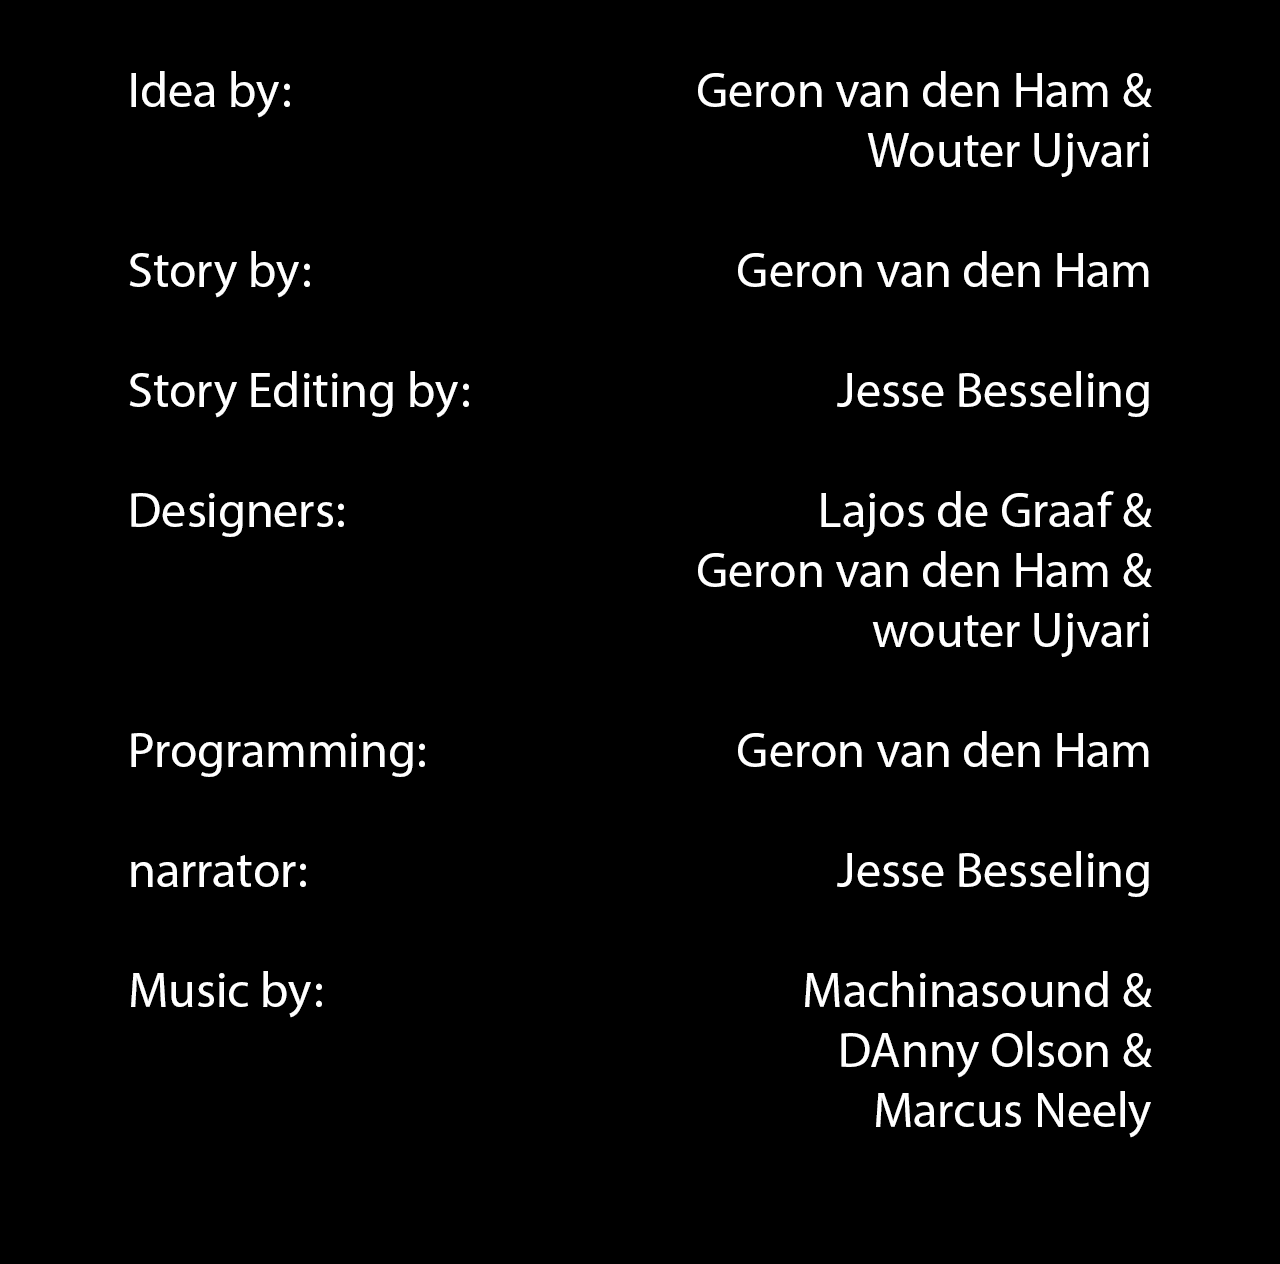 Idea by: Geron van den Ham &
Wouter Ujvari
Story by: Geron van den Ham
Story Editing by: Jesse Besseling
Designers: Lajos de Graaf &
Geron van den Ham &
wouter Ujvari
Programming: Geron van den Ham
narrator: Jesse Besseling
Music by: Machinasound &
DAnny Olson &
Marcus Neely